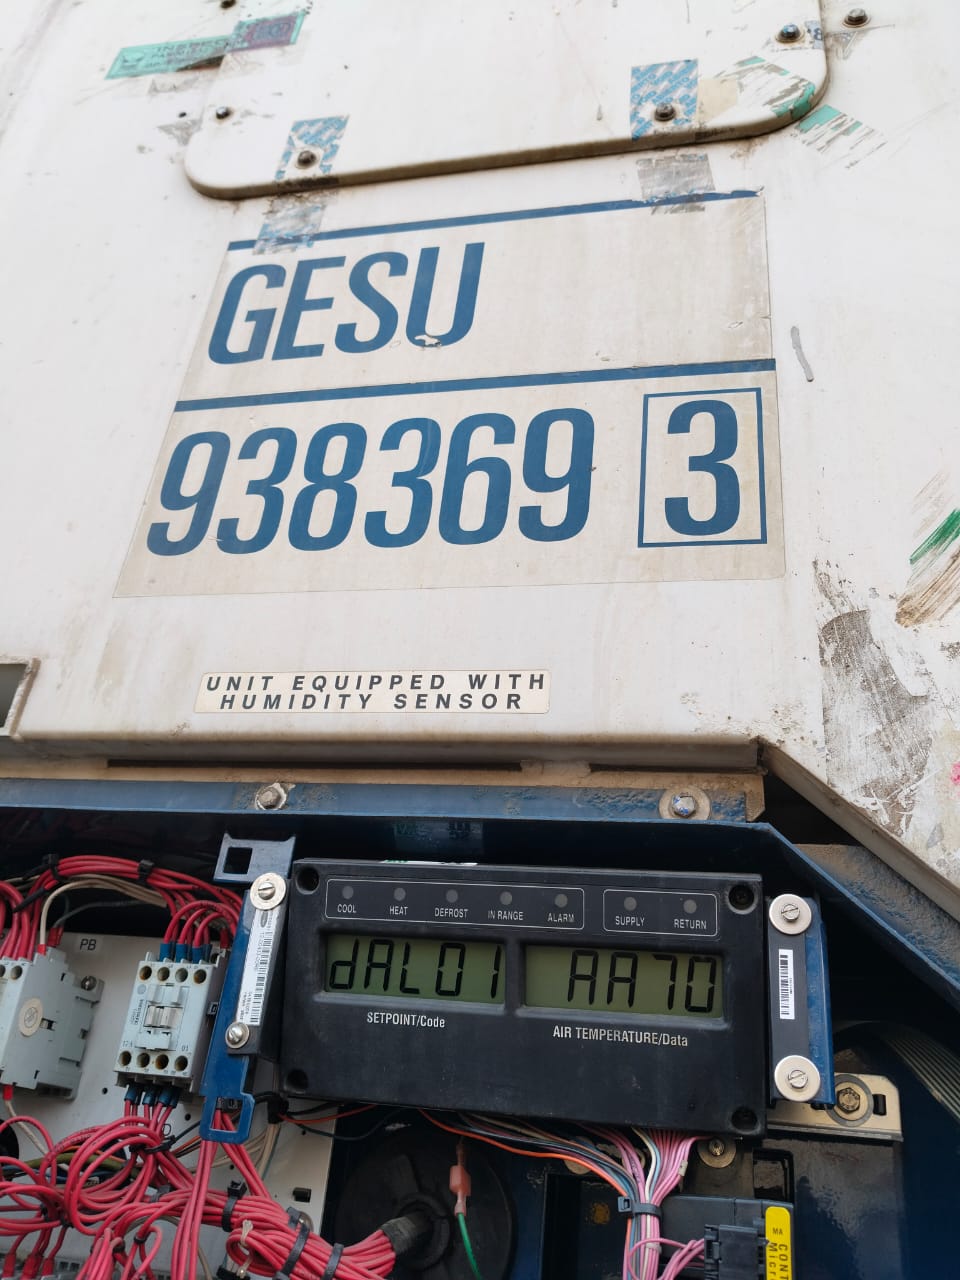 GESU
938369 3
UNIT EQUIPPED WITH
HUMIDITY SENSOR
COOL HEAT DEFROST IN RANGE ALARM SUPPLY RETURN
dAL01 AA70
SETPOINT/Code AIR TEMPERATURE/Data
PB
MA